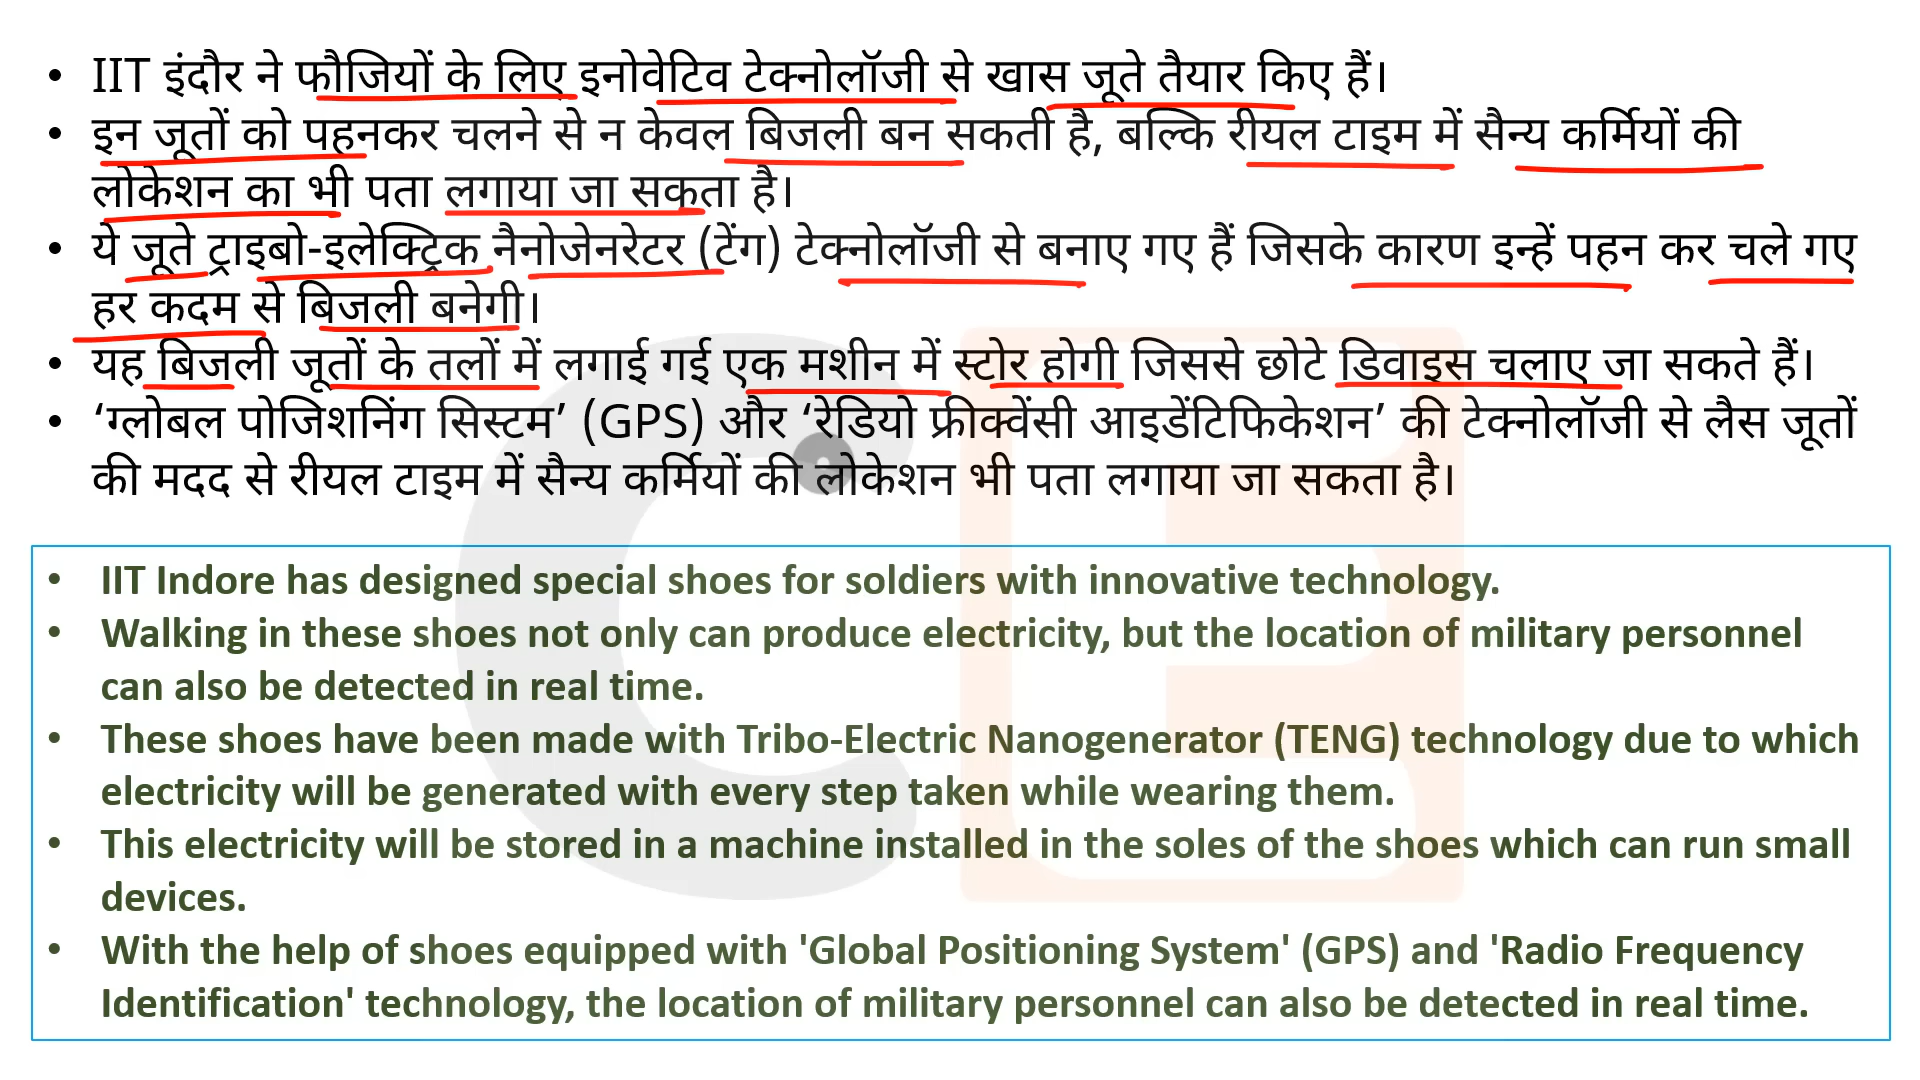 • IIT इंदौर ने फौजियों के लिए इनोवेटिव टेक्नोलॉजी से खास जूते तैयार किए हैं।
• इन जूतों को पहनकर चलने से न केवल बिजली बन सकती है, बल्कि रीयल टाइम में सैन्य कर्मियों की
लोकेशन का भी पता लगाया जा सकता है।
• ये जूते ट्राइबो-इलेक्ट्रिक नैनोजेनरेटर (टेंग) टेक्नोलॉजी से बनाए गए हैं जिसके कारण इन्हें पहन कर चले गए
हर कदम से बिजली बनेगी।
• यह बिजली जूतों के तलों में लगाई गई एक मशीन में स्टोर होगी जिससे छोटे डिवाइस चलाए जा सकते हैं।
• ‘ग्लोबल पोजिशनिंग सिस्टम’ (GPS) और ‘रेडियो फ्रीक्वेंसी आइडेंटिफिकेशन’ की टेक्नोलॉजी से लैस जूतों
की मदद से रीयल टाइम में सैन्य कर्मियों की लोकेशन भी पता लगाया जा सकता है।
• IIT Indore has designed special shoes for soldiers with innovative technology.
• Walking in these shoes not only can produce electricity, but the location of military personnel
can also be detected in real time.
• These shoes have been made with Tribo-Electric Nanogenerator (TENG) technology due to which
electricity will be generated with every step taken while wearing them.
• This electricity will be stored in a machine installed in the soles of the shoes which can run small
devices.
• With the help of shoes equipped with 'Global Positioning System' (GPS) and 'Radio Frequency
Identification' technology, the location of military personnel can also be detected in real time.